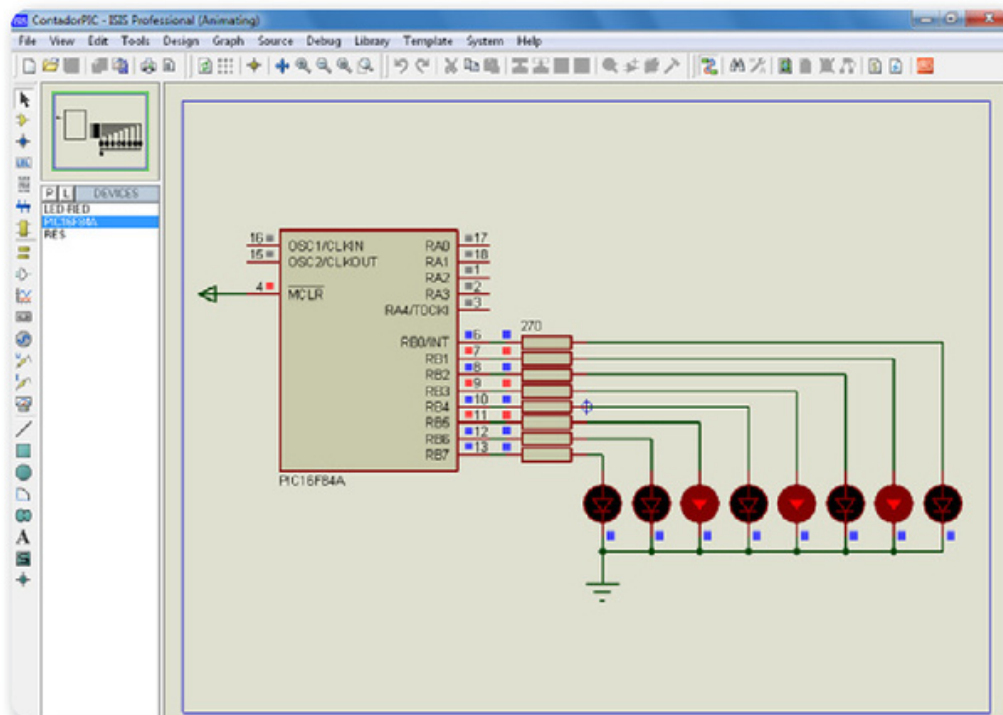 ContadorPIC - ISIS Professional (Animating)
File View Edit Tools Design Graph Source Debug Library Template System Help
P L DEVICES
LED-RED
PIC16F84A
RES
16 OSC1/CLKIN RA0 17
15 OSC2/CLKOUT RA1 18
RA2 1
4 MCLR RA3 2
RA4/T0CKI 3
270
RB0/INT 6
RB1 7
RB2 8
RB3 9
RB4 10
RB5 11
RB6 12
RB7 13
PIC16F84A
A